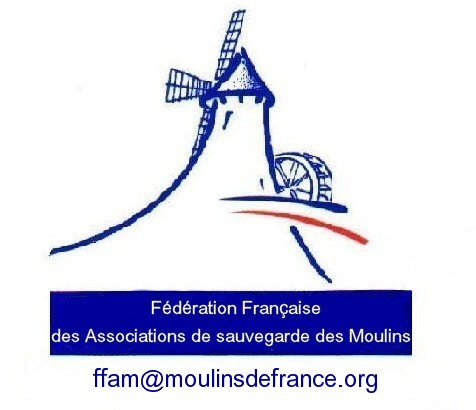 Fédération Française
des Associations de sauvegarde des Moulins
ffam@moulinsdefrance.org